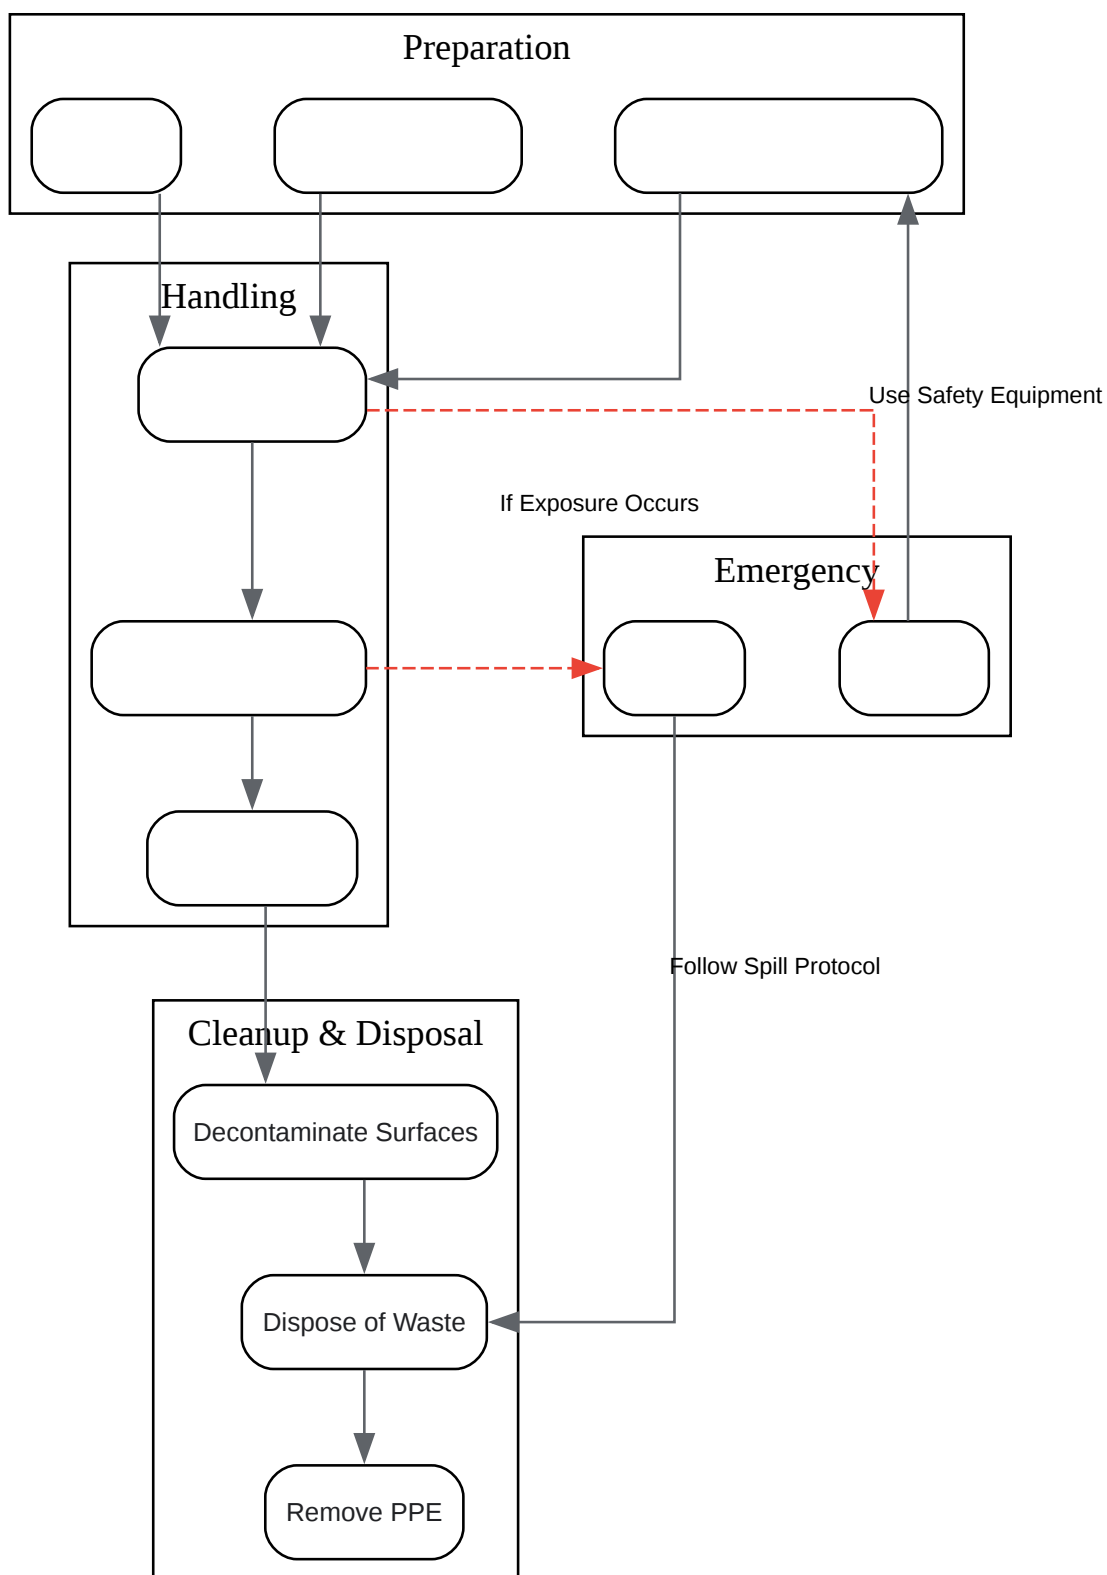 Preparation
Handling
Use Safety Equipment
If Exposure Occurs
Emergency
Follow Spill Protocol
Cleanup & Disposal
Decontaminate Surfaces
Dispose of Waste
Remove PPE